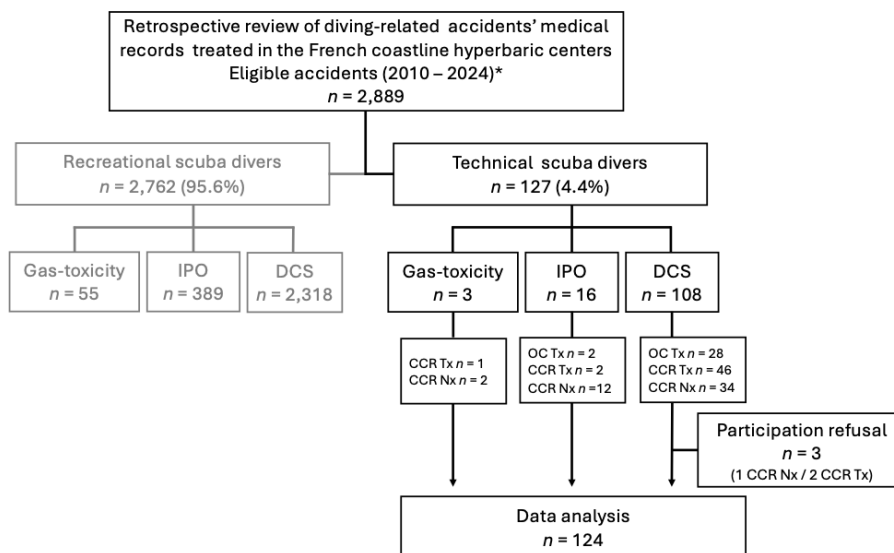 Retrospective review of diving-related accidents' medical
records treated in the French coastline hyperbaric centers
Eligible accidents (2010 – 2024)*
n = 2,889
Recreational scuba divers
n = 2,762 (95.6%)
Technical scuba divers
n = 127 (4.4%)
Gas-toxicity
n = 55
IPO
n = 389
DCS
n = 2,318
Gas-toxicity
n = 3
IPO
n = 16
DCS
n = 108
CCR Tx n = 1
CCR Nx n = 2
OC Tx n = 2
CCR Tx n = 2
CCR Nx n =12
OC Tx n = 28
CCR Tx n = 46
CCR Nx n = 34
Participation refusal
n = 3
(1 CCR Nx / 2 CCR Tx)
Data analysis
n = 124